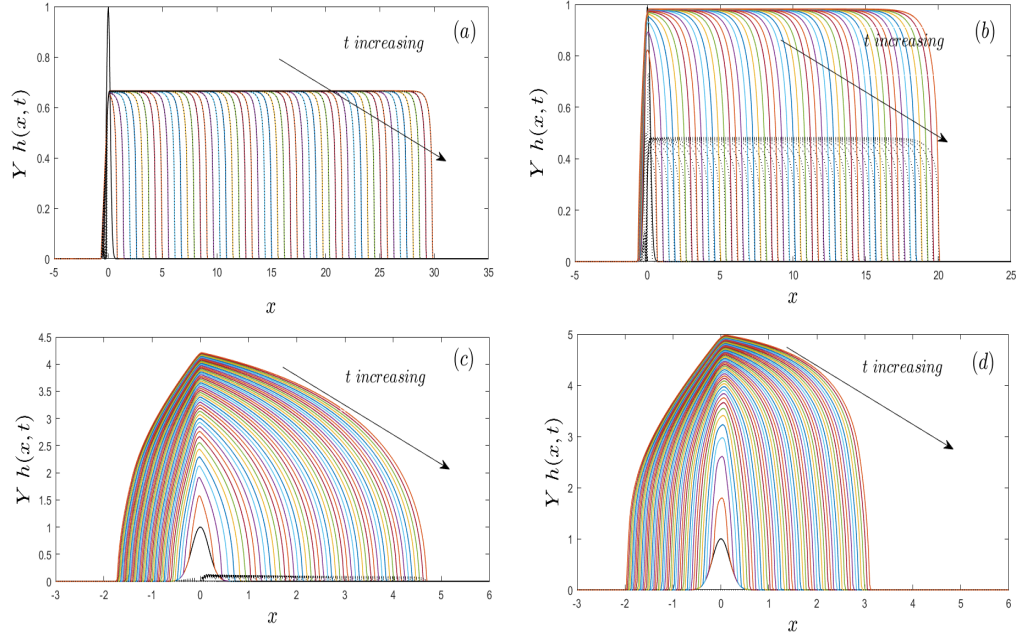 (a)
t increasing
Y h(x, t)
1
0.8
0.6
0.4
0.2
0
-5 0 5 10 15 20 25 30 35
x
(b)
t increasing
Y h(x, t)
1
0.8
0.6
0.4
0.2
0
-5 0 5 10 15 20 25
x
(c)
t increasing
Y h(x, t)
4.5
4
3.5
3
2.5
2
1.5
1
0.5
0
-3 -2 -1 0 1 2 3 4 5 6
x
(d)
t increasing
Y h(x, t)
5
4
3
2
1
0
-3 -2 -1 0 1 2 3 4 5 6
x